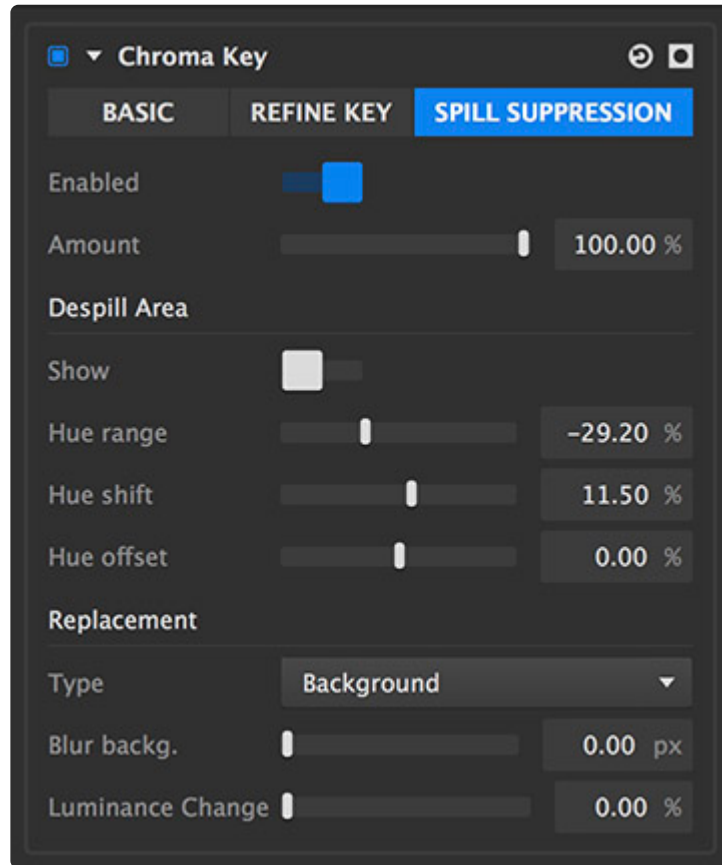 Chroma Key
BASIC REFINE KEY SPILL SUPPRESSION
Enabled
Amount 100.00 %
Despill Area
Show
Hue range -29.20 %
Hue shift 11.50 %
Hue offset 0.00 %
Replacement
Type Background
Blur backg. 0.00 px
Luminance Change 0.00 %